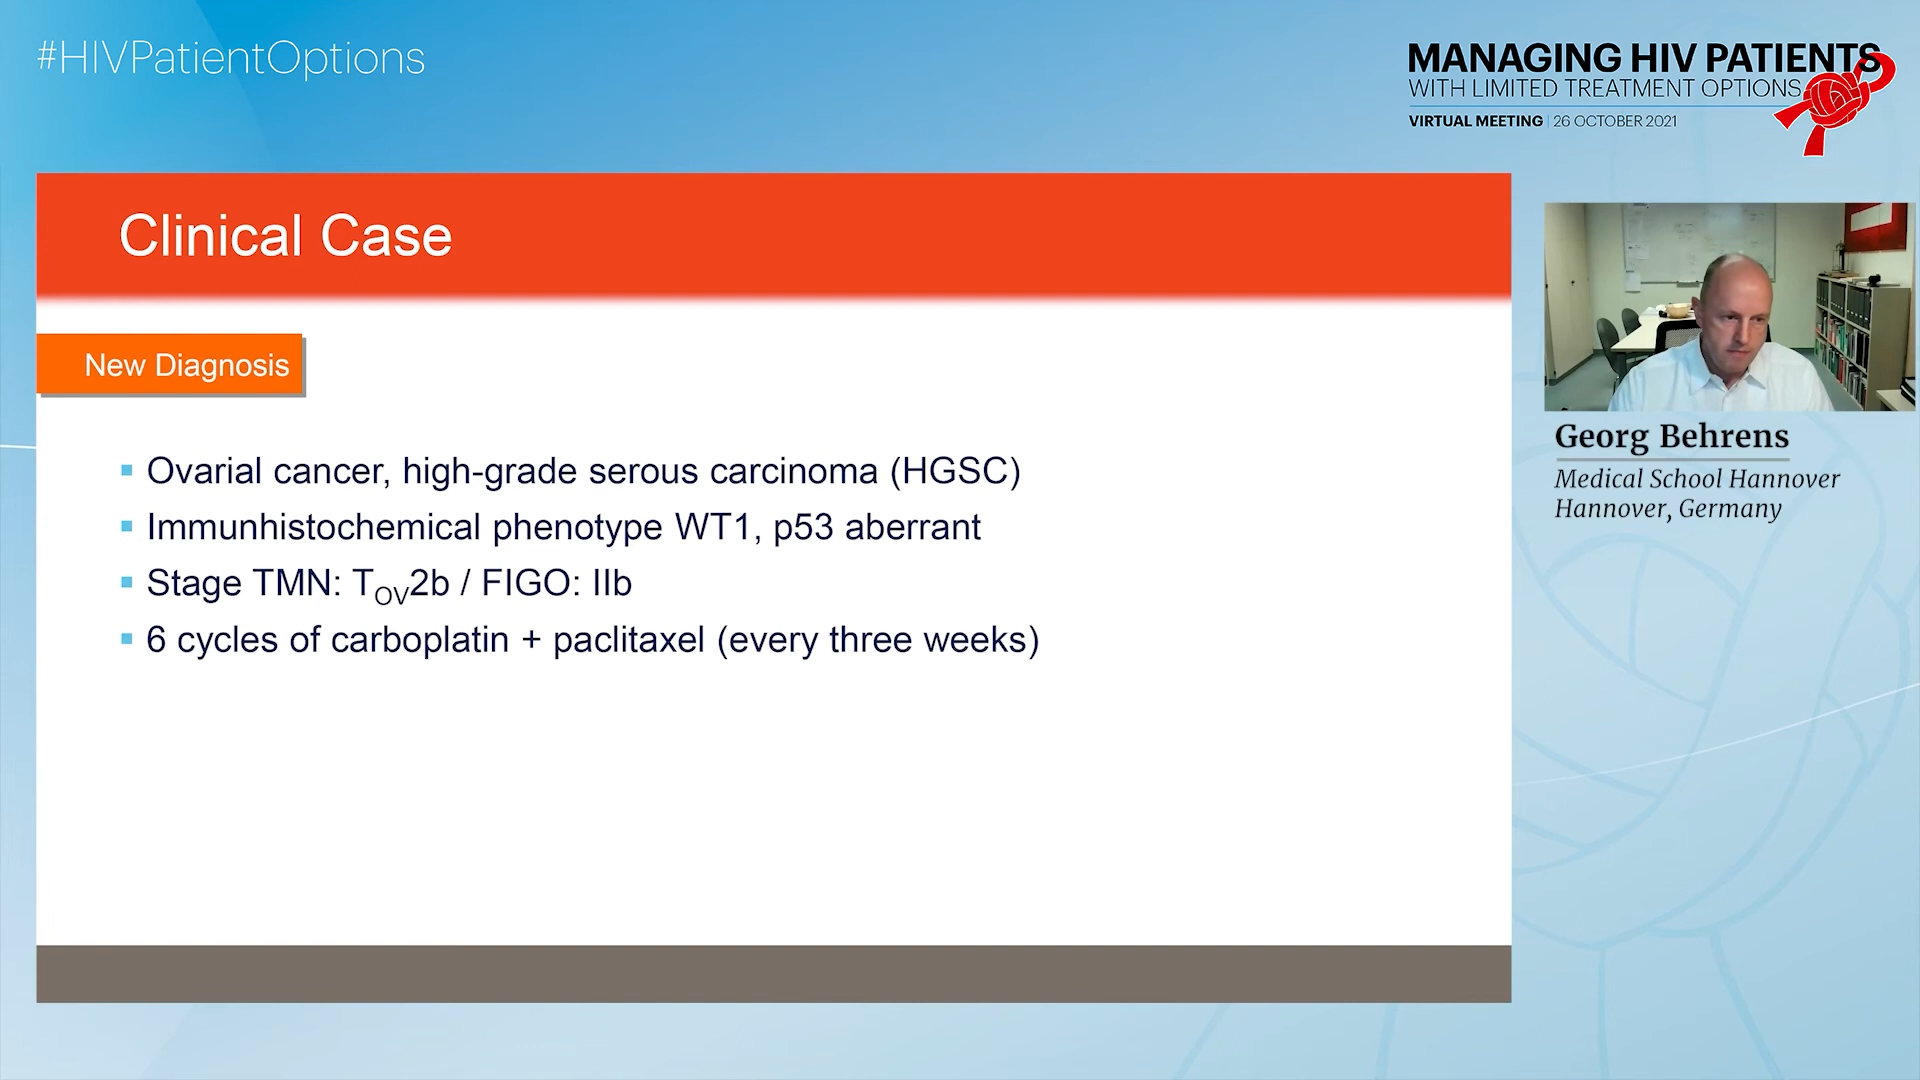 #HIVPatientOptions
MANAGING HIV PATIENTS
WITH LIMITED TREATMENT OPTIONS
VIRTUAL MEETING | 26 OCTOBER 2021
Clinical Case
New Diagnosis
▪ Ovarial cancer, high-grade serous carcinoma (HGSC)
▪ Immunhistochemical phenotype WT1, p53 aberrant
▪ Stage TMN: TOV2b / FIGO: IIb
▪ 6 cycles of carboplatin + paclitaxel (every three weeks)
Georg Behrens
Medical School Hannover
Hannover, Germany